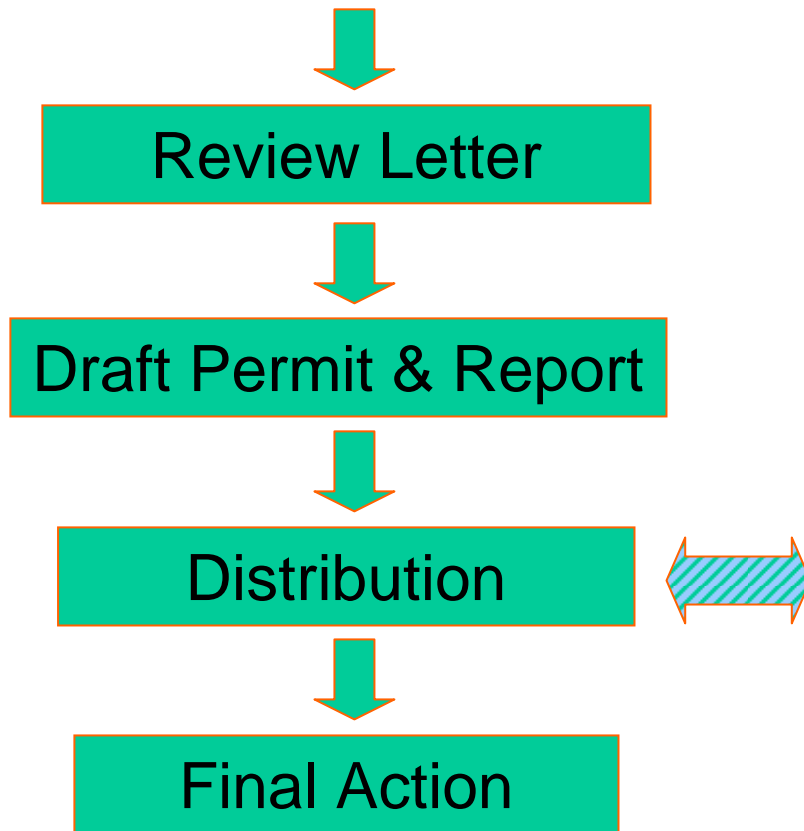 Review Letter
Draft Permit & Report
Distribution
Final Action